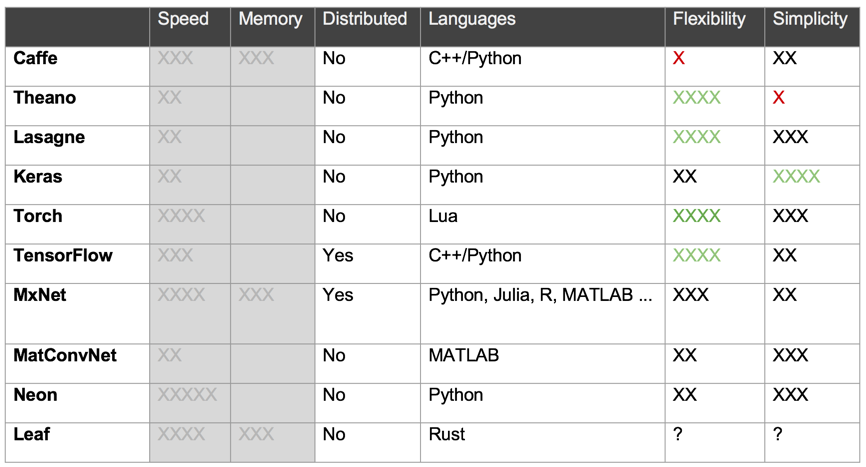 Speed Memory Distributed Languages Flexibility Simplicity
Caffe XXX XXX No C++/Python X XX
Theano XX No Python XXXX X
Lasagne XX No Python XXXX XXX
Keras XX No Python XX XXXX
Torch XXXX No Lua XXXX XXX
TensorFlow XXX Yes C++/Python XXXX XX
MxNet XXXX XXX Yes Python, Julia, R, MATLAB ... XXX XX
MatConvNet XX No MATLAB XX XXX
Neon XXXXX No Python XX XXX
Leaf XXXX XXX No Rust ? ?